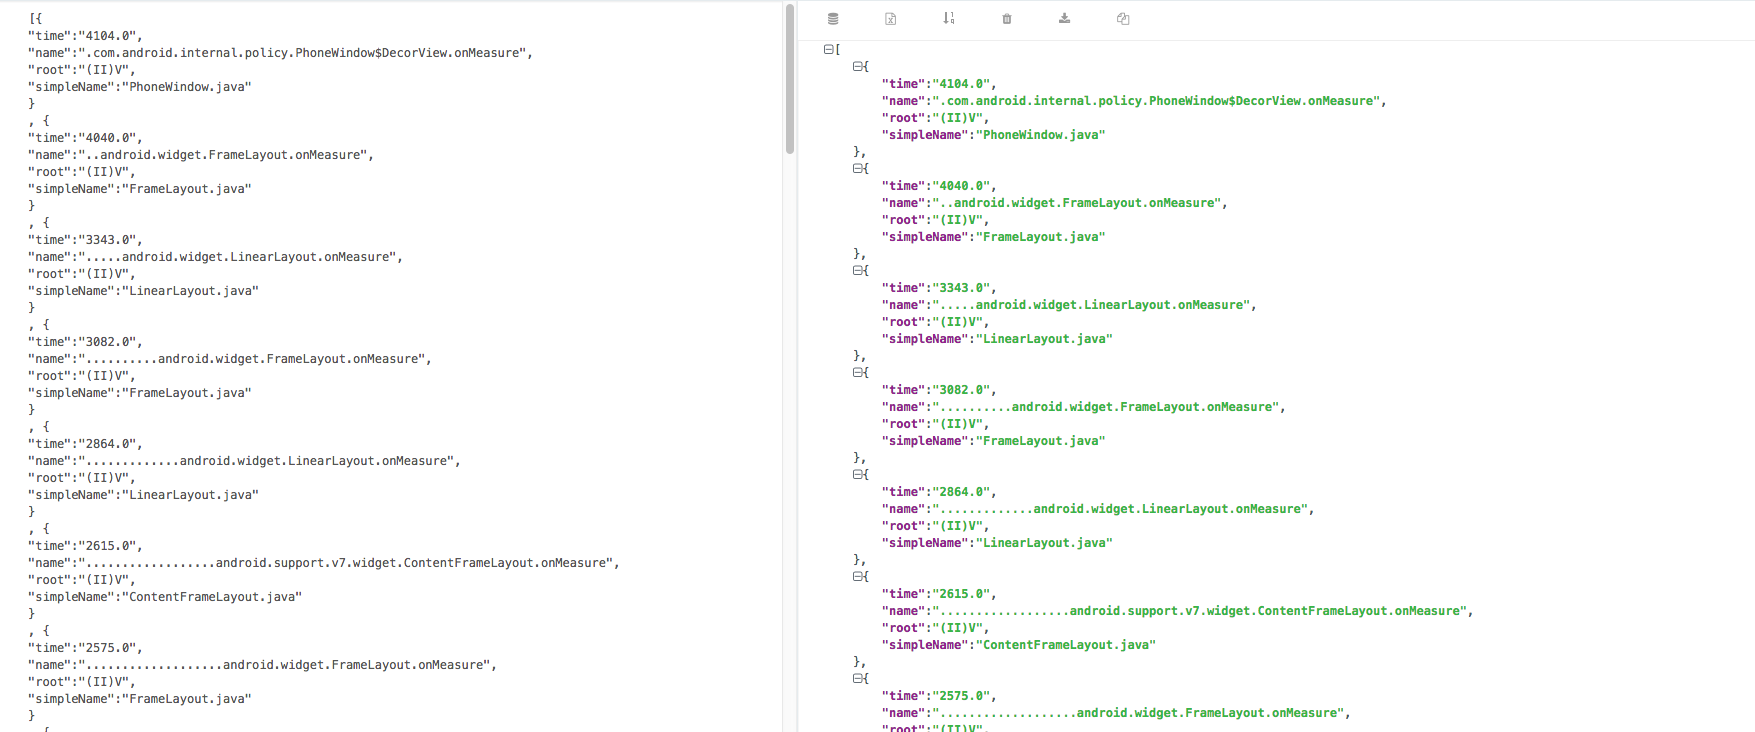 [{
"time":"4104.0",
"name":".com.android.internal.policy.PhoneWindow$DecorView.onMeasure",
"root":"(II)V",
"simpleName":"PhoneWindow.java"
}
, {
"time":"4040.0",
"name":"..android.widget.FrameLayout.onMeasure",
"root":"(II)V",
"simpleName":"FrameLayout.java"
}
, {
"time":"3343.0",
"name":".....android.widget.LinearLayout.onMeasure",
"root":"(II)V",
"simpleName":"LinearLayout.java"
}
, {
"time":"3082.0",
"name":"..........android.widget.FrameLayout.onMeasure",
"root":"(II)V",
"simpleName":"FrameLayout.java"
}
, {
"time":"2864.0",
"name":".............android.widget.LinearLayout.onMeasure",
"root":"(II)V",
"simpleName":"LinearLayout.java"
}
, {
"time":"2615.0",
"name":"..................android.support.v7.widget.ContentFrameLayout.onMeasure",
"root":"(II)V",
"simpleName":"ContentFrameLayout.java"
}
, {
"time":"2575.0",
"name":"...................android.widget.FrameLayout.onMeasure",
"root":"(II)V",
"simpleName":"FrameLayout.java"
}
, {
[
{
"time":"4104.0",
"name":".com.android.internal.policy.PhoneWindow$DecorView.onMeasure",
"root":"(II)V",
"simpleName":"PhoneWindow.java"
},
{
"time":"4040.0",
"name":"..android.widget.FrameLayout.onMeasure",
"root":"(II)V",
"simpleName":"FrameLayout.java"
},
{
"time":"3343.0",
"name":".....android.widget.LinearLayout.onMeasure",
"root":"(II)V",
"simpleName":"LinearLayout.java"
},
{
"time":"3082.0",
"name":"..........android.widget.FrameLayout.onMeasure",
"root":"(II)V",
"simpleName":"FrameLayout.java"
},
{
"time":"2864.0",
"name":".............android.widget.LinearLayout.onMeasure",
"root":"(II)V",
"simpleName":"LinearLayout.java"
},
{
"time":"2615.0",
"name":"..................android.support.v7.widget.ContentFrameLayout.onMeasure",
"root":"(II)V",
"simpleName":"ContentFrameLayout.java"
},
{
"time":"2575.0",
"name":"...................android.widget.FrameLayout.onMeasure",
"root":"(II)V",